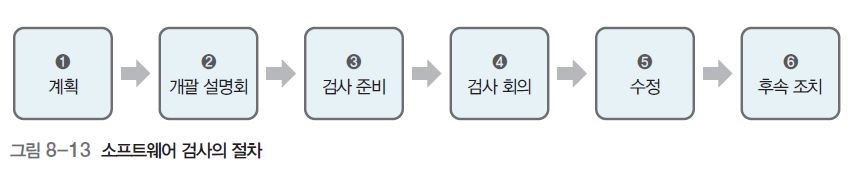 ❶ ❷ ❸ ❹ ❺ ❻
계획 개괄 설명회 검사 준비 검사 회의 수정 후속 조치
그림 8-13 소프트웨어 검사의 절차